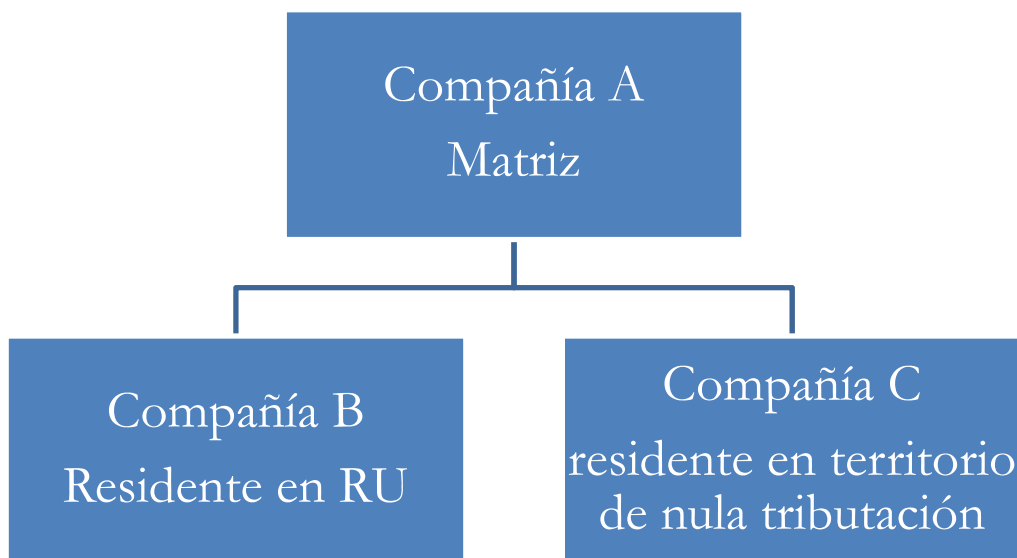 Compañía A
Matriz
Compañía B
Residente en RU
Compañía C
residente en territorio
de nula tributación